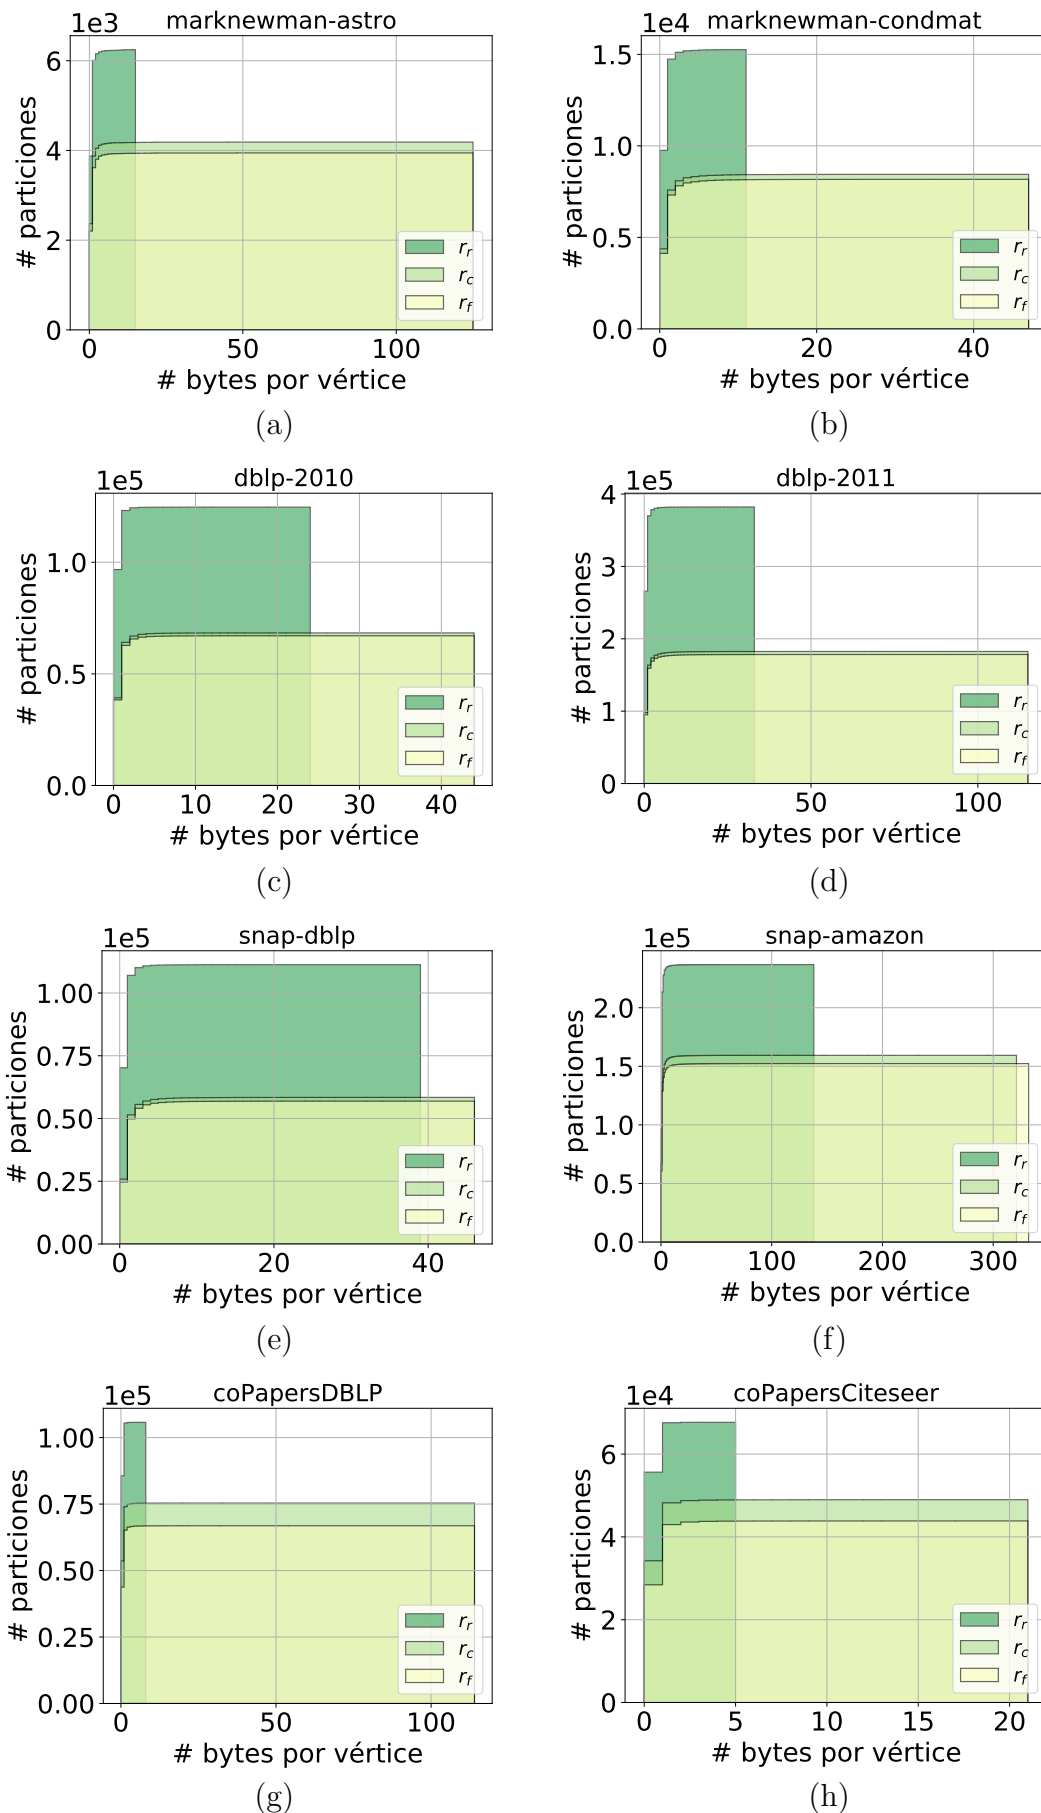 marknewman-astro
1e3
6
4
2
0
# particiones
0 50 100
# bytes por vértice
r_r
r_c
r_f
(a)
marknewman-condmat
1e4
1.5
1.0
0.5
0.0
# particiones
0 20 40
# bytes por vértice
r_r
r_c
r_f
(b)
dblp-2010
1e5
1.0
0.5
0.0
# particiones
0 10 20 30 40
# bytes por vértice
r_r
r_c
r_f
(c)
dblp-2011
1e5
4
3
2
1
0
# particiones
0 50 100
# bytes por vértice
r_r
r_c
r_f
(d)
snap-dblp
1e5
1.00
0.75
0.50
0.25
0.00
# particiones
0 20 40
# bytes por vértice
r_r
r_c
r_f
(e)
snap-amazon
1e5
2.0
1.5
1.0
0.5
0.0
# particiones
0 100 200 300
# bytes por vértice
r_r
r_c
r_f
(f)
coPapersDBLP
1e5
1.00
0.75
0.50
0.25
0.00
# particiones
0 50 100
# bytes por vértice
r_r
r_c
r_f
(g)
coPapersCiteseer
1e4
6
4
2
0
# particiones
0 5 10 15 20
# bytes por vértice
r_r
r_c
r_f
(h)